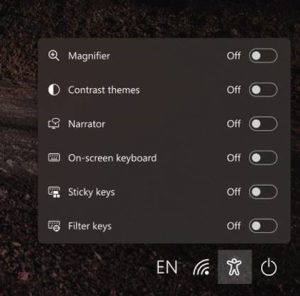 Magnifier Off
Contrast themes Off
Narrator Off
On-screen keyboard Off
Sticky keys Off
Filter keys Off
EN